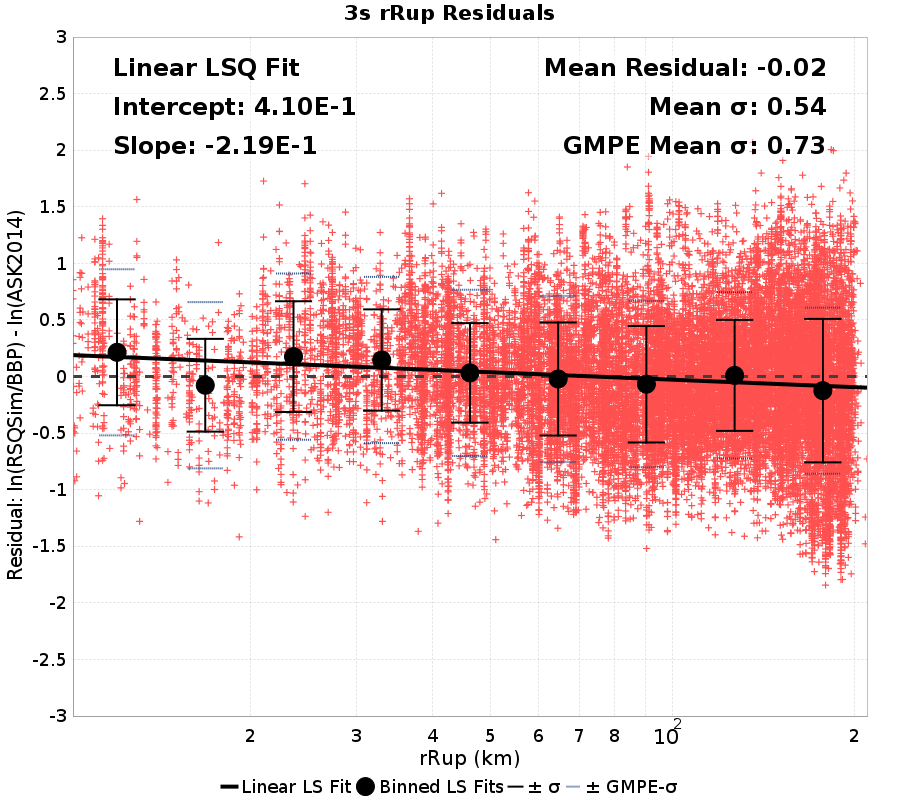 3s rRup Residuals
Linear LSQ Fit
Intercept: 4.10E-1
Slope: -2.19E-1
Mean Residual: -0.02
Mean σ: 0.54
GMPE Mean σ: 0.73
Residual: ln(RSQSim/BBP) - ln(ASK2014)
3
2.5
2
1.5
1
0.5
0
-0.5
-1
-1.5
-2
-2.5
-3
2 3 4 5 6 7 8 10² 2
rRup (km)
Linear LS Fit Binned LS Fits ± σ ± GMPE-σ